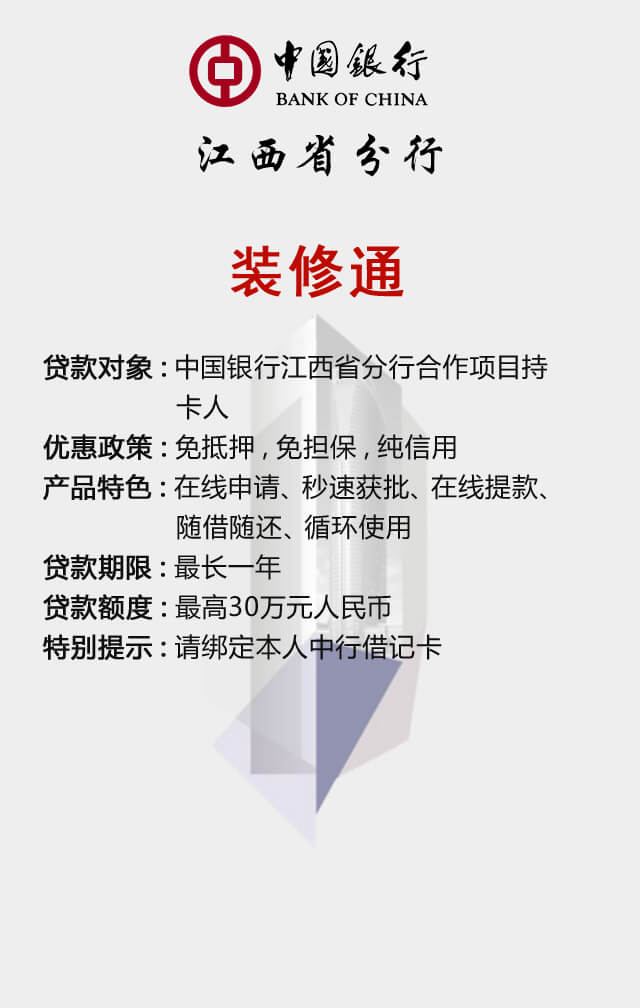 中国银行
BANK OF CHINA
江西省分行
装修通
贷款对象：中国银行江西省分行合作项目持
卡人
优惠政策：免抵押，免担保，纯信用
产品特色：在线申请、秒速获批、在线提款、
随借随还、循环使用
贷款期限：最长一年
贷款额度：最高30万元人民币
特别提示：请绑定本人中行借记卡